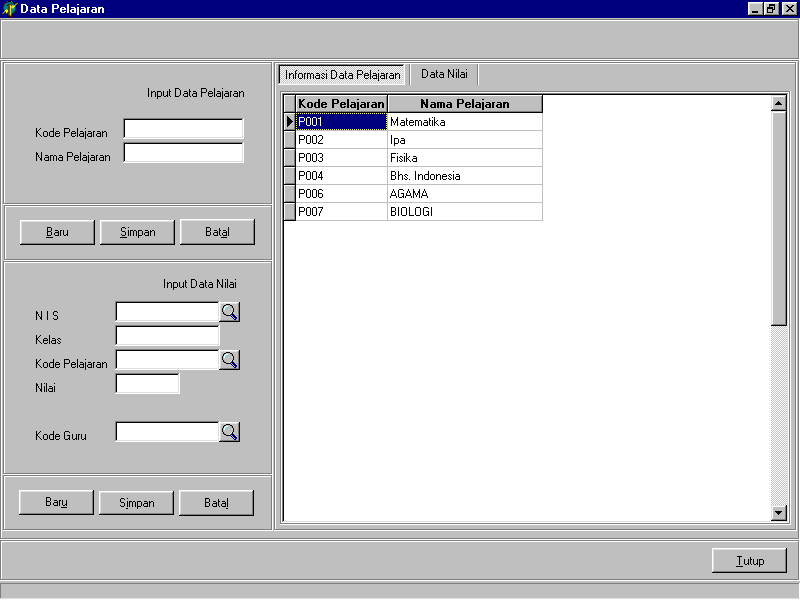 Data Pelajaran
Input Data Pelajaran
Kode Pelajaran
Nama Pelajaran
Baru Simpan Batal
Input Data Nilai
N I S
Kelas
Kode Pelajaran
Nilai
Kode Guru
Baru Simpan Batal
Informasi Data Pelajaran Data Nilai
Kode Pelajaran Nama Pelajaran
P001 Matematika
P002 Ipa
P003 Fisika
P004 Bhs. Indonesia
P006 AGAMA
P007 BIOLOGI
Tutup